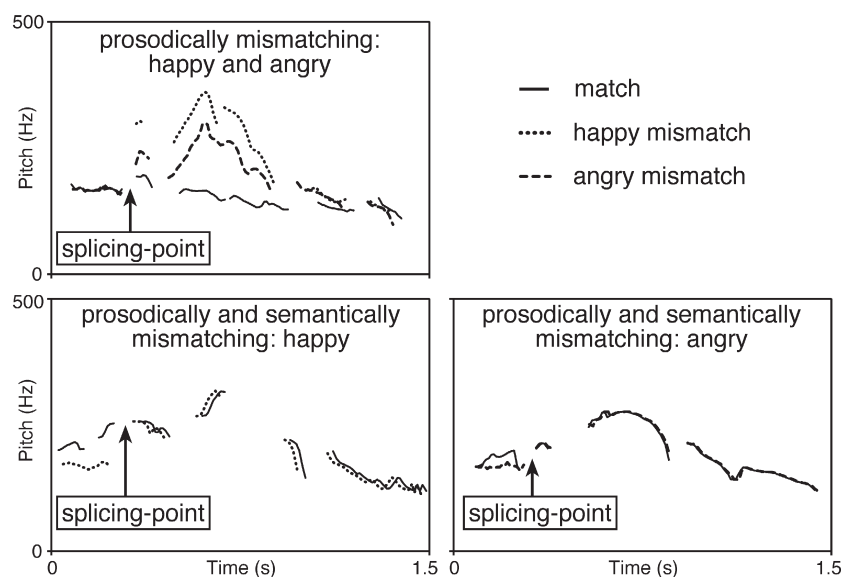 500
prosodically mismatching:
happy and angry
Pitch (Hz)
splicing-point
0
1.5
match
happy mismatch
angry mismatch
500
prosodically and semantically
mismatching: happy
Pitch (Hz)
splicing-point
0
0
Time (s)
1.5
prosodically and semantically
mismatching: angry
splicing-point
0
Time (s)
1.5